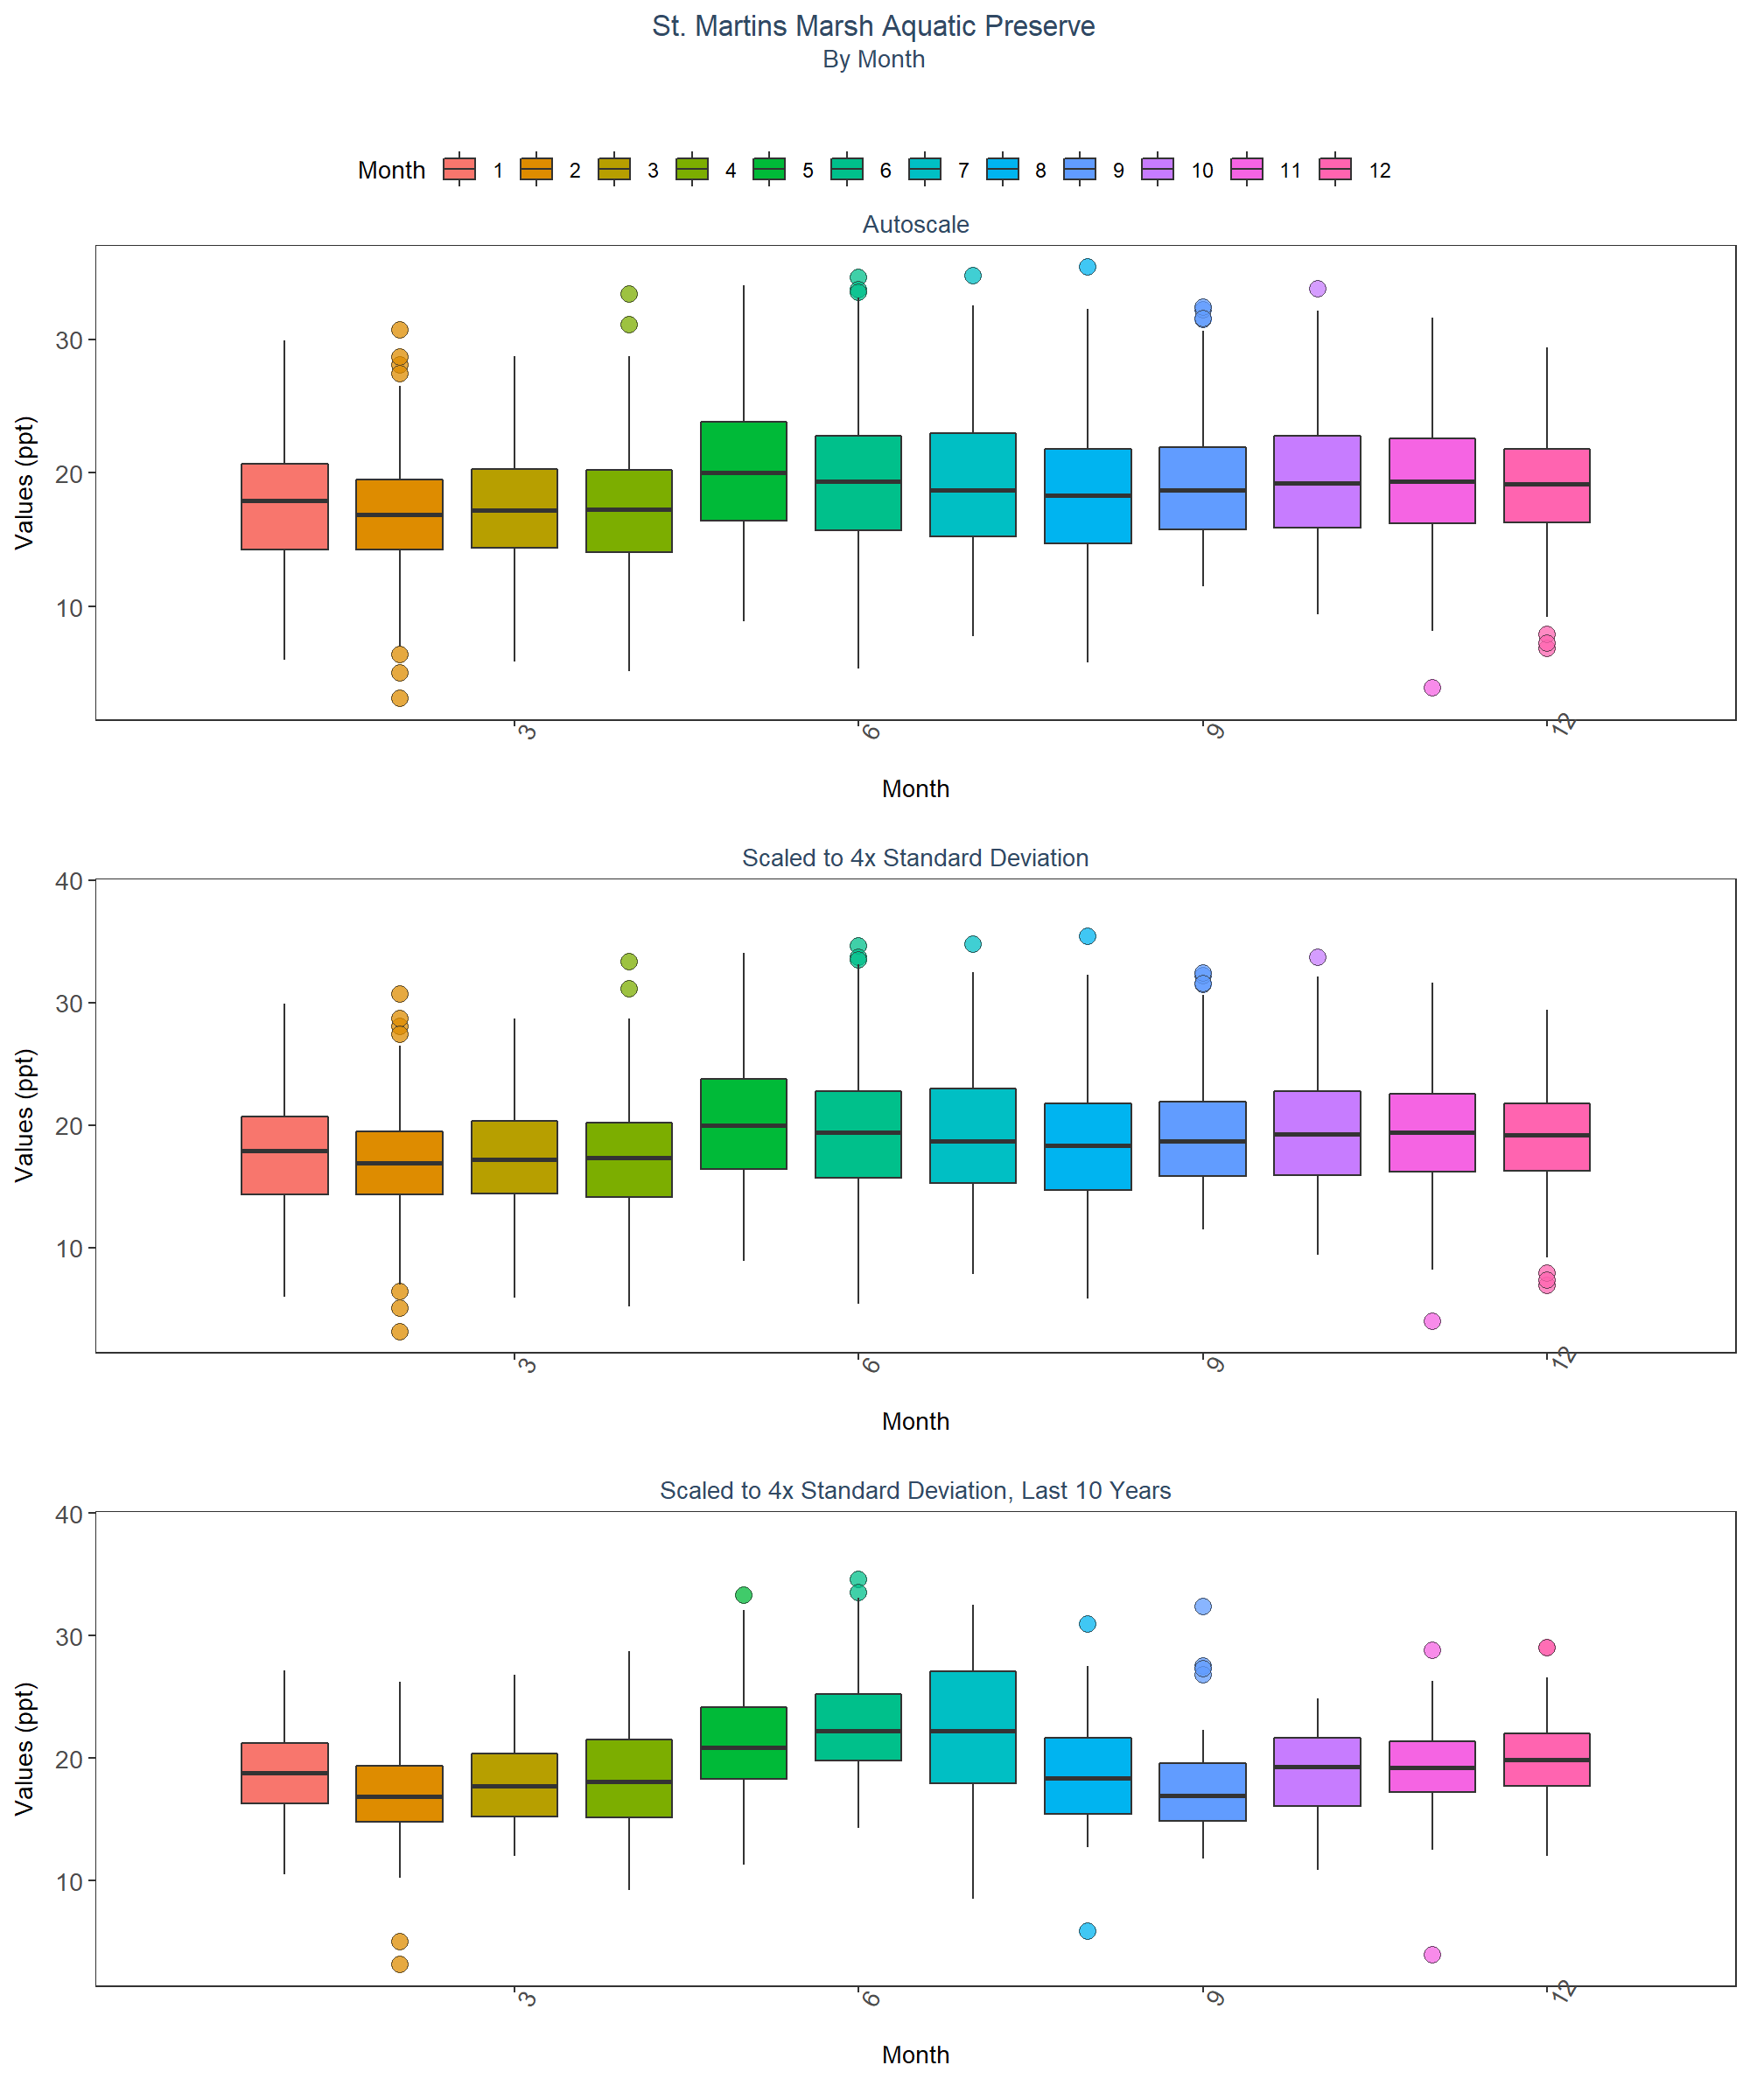 St. Martins Marsh Aquatic Preserve
By Month
Month 1 2 3 4 5 6 7 8 9 10 11 12
Autoscale
Values (ppt)
30
20
10
3 6 9 12
Month
Scaled to 4x Standard Deviation
Values (ppt)
40
30
20
10
3 6 9 12
Month
Scaled to 4x Standard Deviation, Last 10 Years
Values (ppt)
40
30
20
10
3 6 9 12
Month